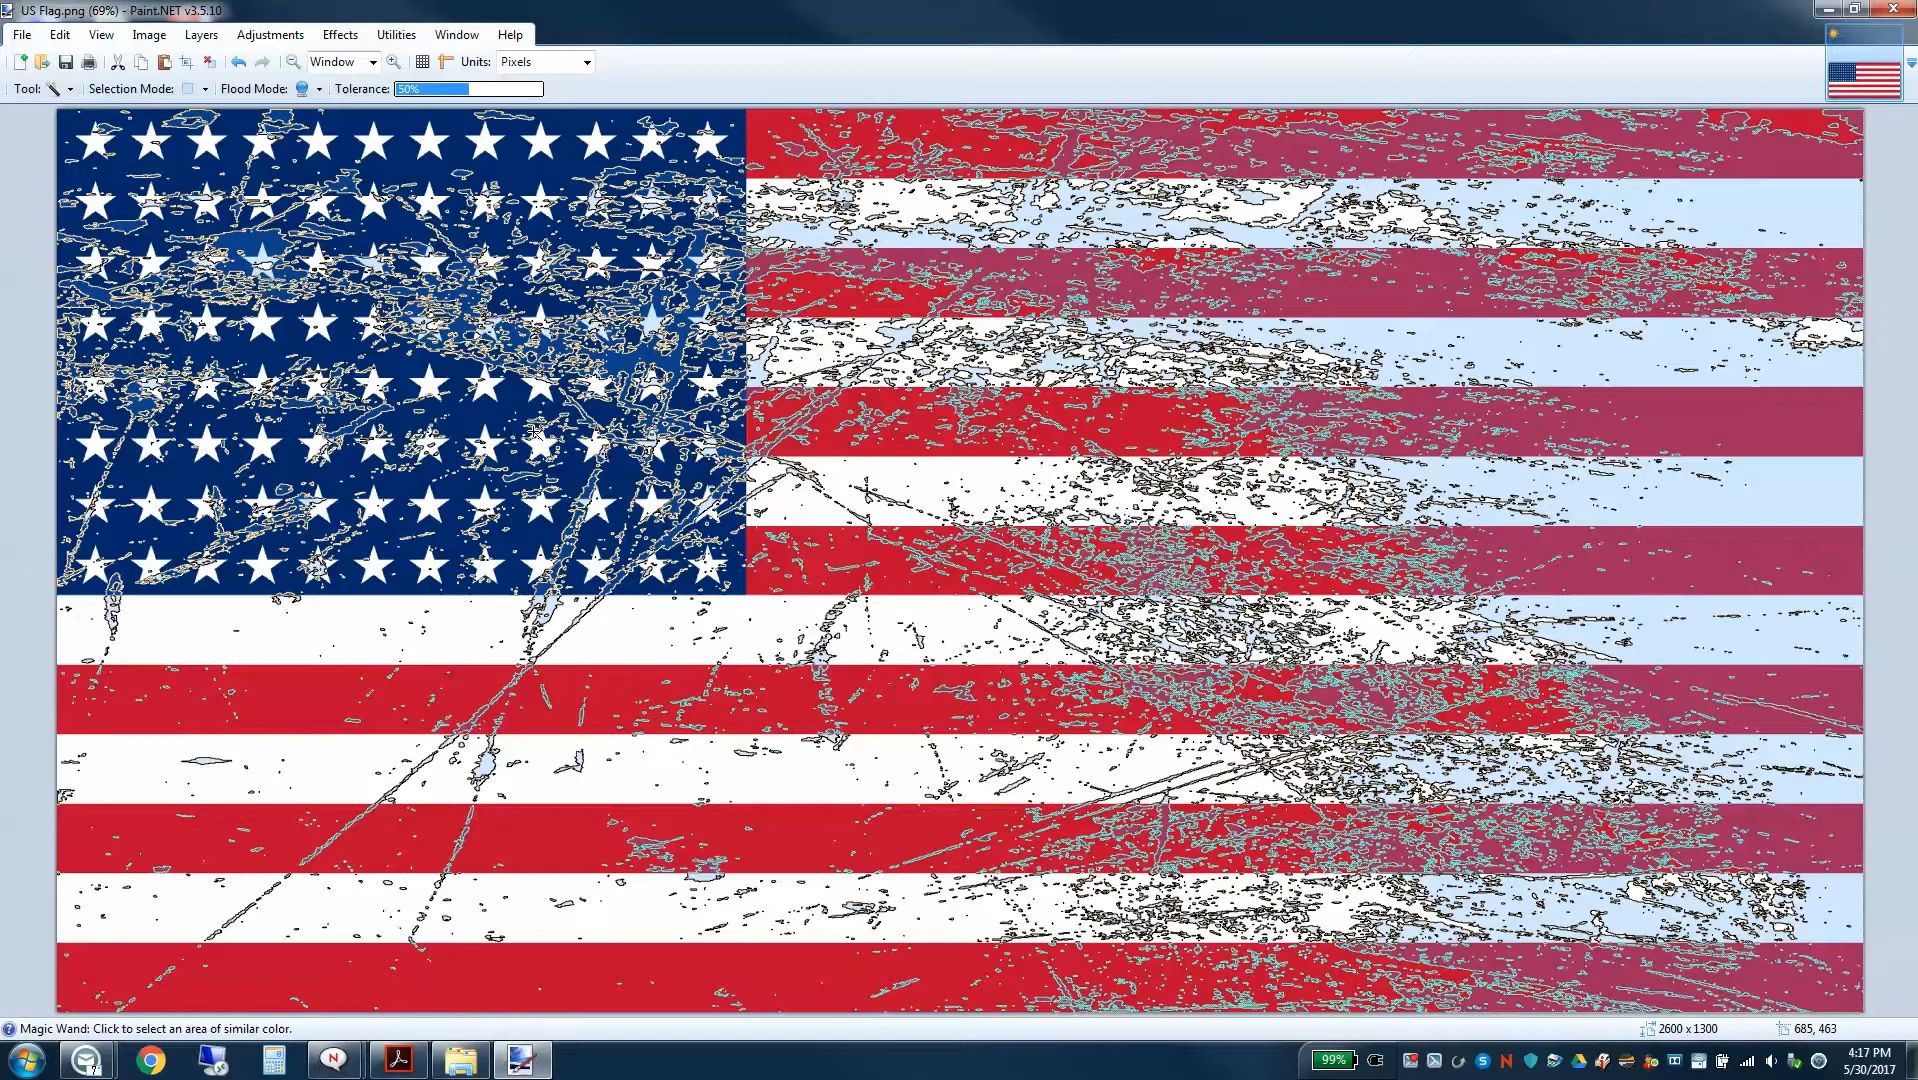 US Flag.png (69%) - Paint.NET v3.5.10
File Edit View Image Layers Adjustments Effects Utilities Window Help
Window Units: Pixels
Tool: Selection Mode: Flood Mode: Tolerance: 50%
Magic Wand: Click to select an area of similar color. 2600 x 1300 685, 463
99% 4:17 PM
5/30/2017